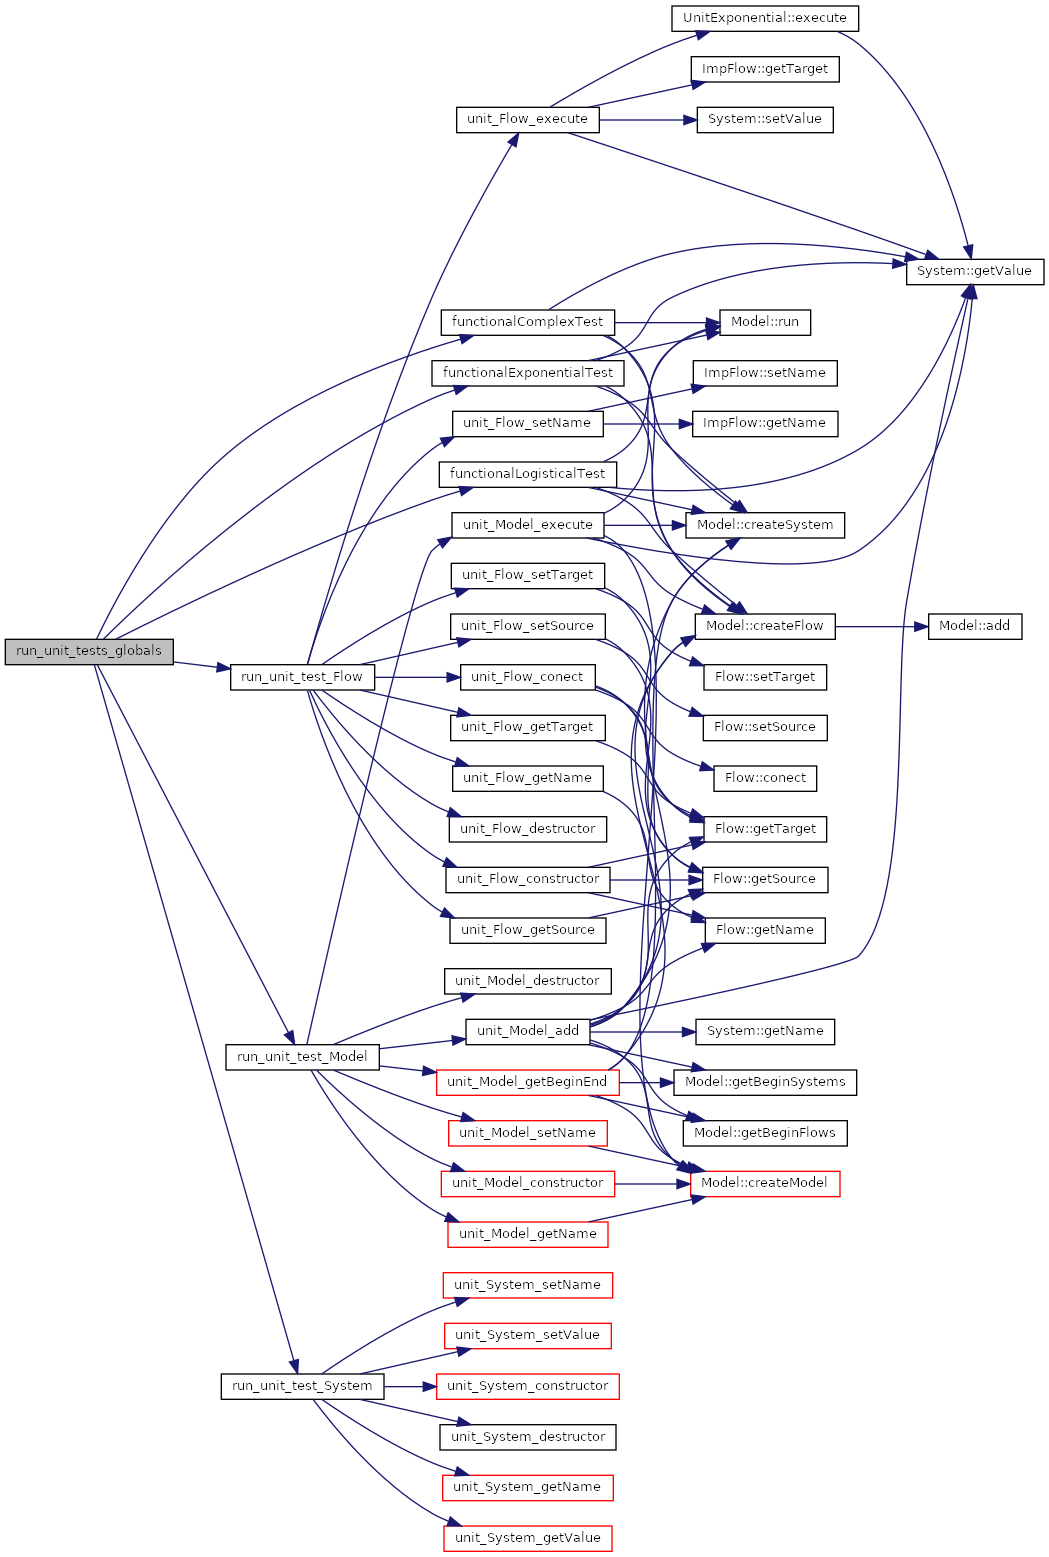 UnitExponential::execute
ImpFlow::getTarget
unit_Flow_execute
System::setValue
System::getValue
functionalComplexTest
Model::run
functionalExponentialTest
ImpFlow::setName
unit_Flow_setName
ImpFlow::getName
functionalLogisticalTest
unit_Model_execute
Model::createSystem
unit_Flow_setTarget
unit_Flow_setSource
Model::createFlow
Model::add
run_unit_tests_globals
run_unit_test_Flow
unit_Flow_conect
Flow::setTarget
unit_Flow_getTarget
Flow::setSource
unit_Flow_getName
Flow::conect
unit_Flow_destructor
Flow::getTarget
unit_Flow_constructor
Flow::getSource
unit_Flow_getSource
Flow::getName
unit_Model_destructor
unit_Model_add
System::getName
run_unit_test_Model
unit_Model_getBeginEnd
Model::getBeginSystems
unit_Model_setName
Model::getBeginFlows
unit_Model_constructor
Model::createModel
unit_Model_getName
unit_System_setName
unit_System_setValue
run_unit_test_System
unit_System_constructor
unit_System_destructor
unit_System_getName
unit_System_getValue